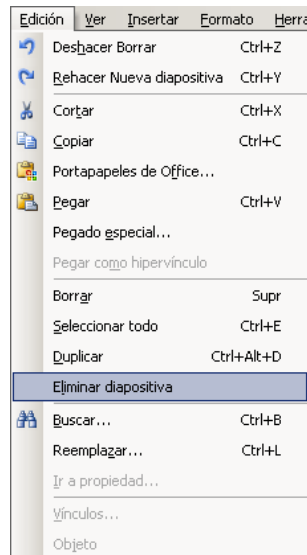 Edición Ver Insertar Formato Herra
Deshacer Borrar Ctrl+Z
Rehacer Nueva diapositiva Ctrl+Y
Cortar Ctrl+X
Copiar Ctrl+C
Portapapeles de Office...
Pegar Ctrl+V
Pegado especial...
Pegar como hipervínculo
Borrar Supr
Seleccionar todo Ctrl+E
Duplicar Ctrl+Alt+D
Eliminar diapositiva
Buscar... Ctrl+B
Reemplazar... Ctrl+L
Ir a propiedad...
Vínculos...
Objeto